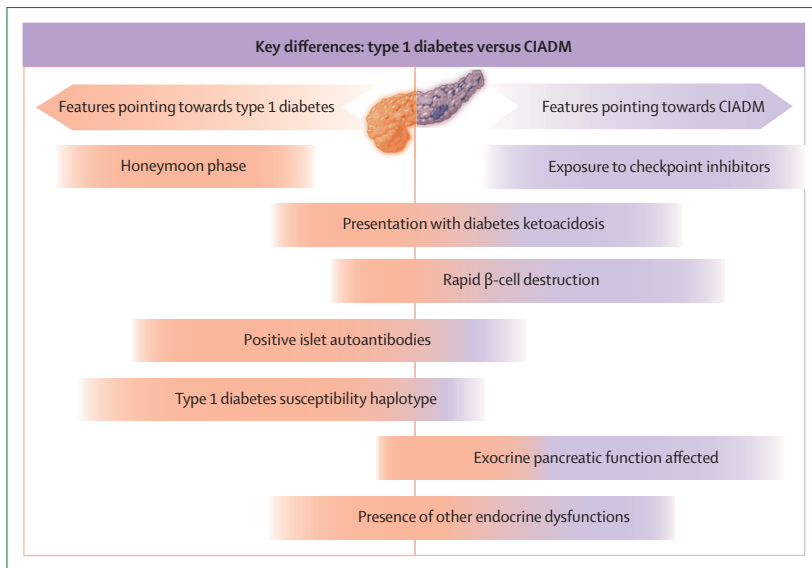 Key differences: type 1 diabetes versus CIADM
Features pointing towards type 1 diabetes
Features pointing towards CIADM
Honeymoon phase
Exposure to checkpoint inhibitors
Presentation with diabetes ketoacidosis
Rapid β-cell destruction
Positive islet autoantibodies
Type 1 diabetes susceptibility haplotype
Exocrine pancreatic function affected
Presence of other endocrine dysfunctions